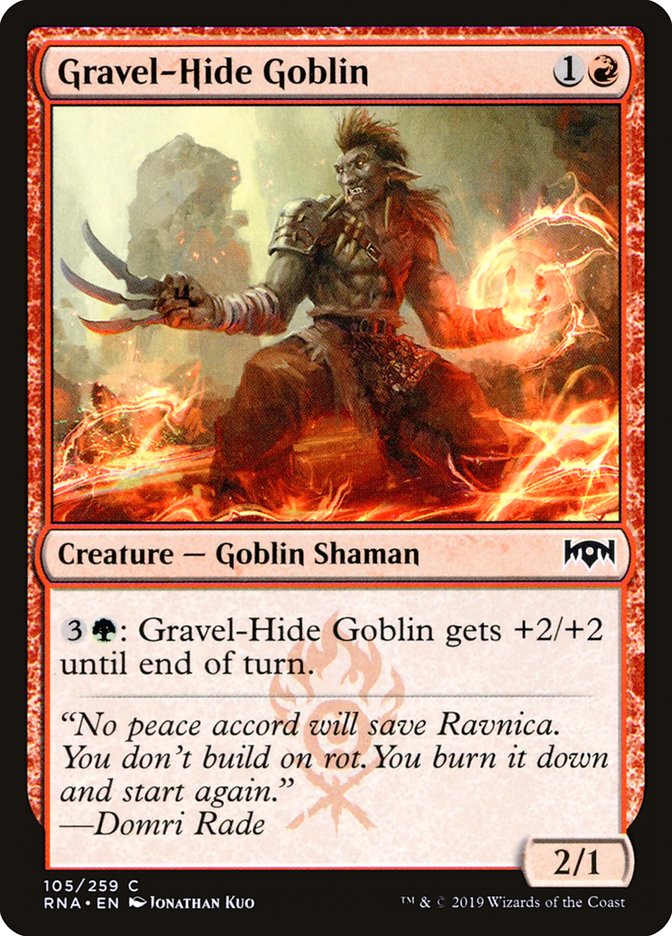 Gravel-Hide Goblin 1
Creature — Goblin Shaman
3: Gravel-Hide Goblin gets +2/+2
until end of turn.
“No peace accord will save Ravnica.
You don’t build on rot. You burn it down
and start again.”
—Domri Rade
2/1
105/259 C
RNA • EN Jonathan Kuo
™ & © 2019 Wizards of the Coast